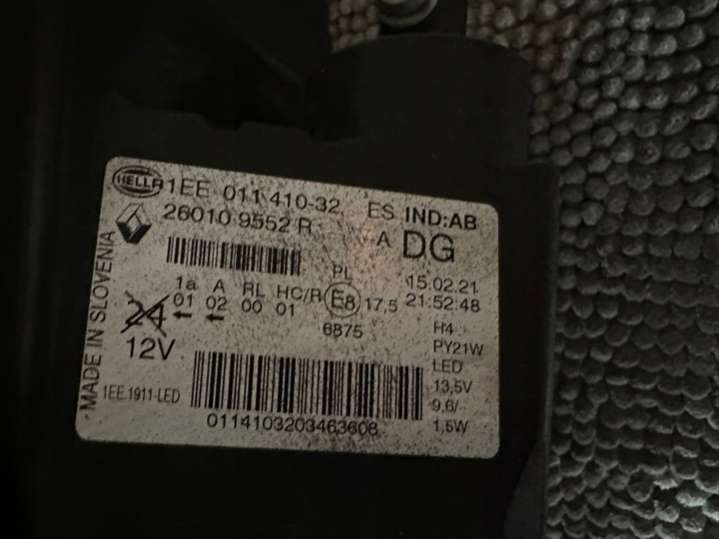 HELLA 1EE 011 410-32 ES IND:AB
26010 9552 R A DG
MADE IN SLOVENIA
PL 15.02.21
1a A RL HC/R E8 17,5 21:52:48
01 02 00 01
6875
24
12V
H4
PY21W
LED
13,5V
9,6/
1,5W
1EE.1911-LED
0114103203463608